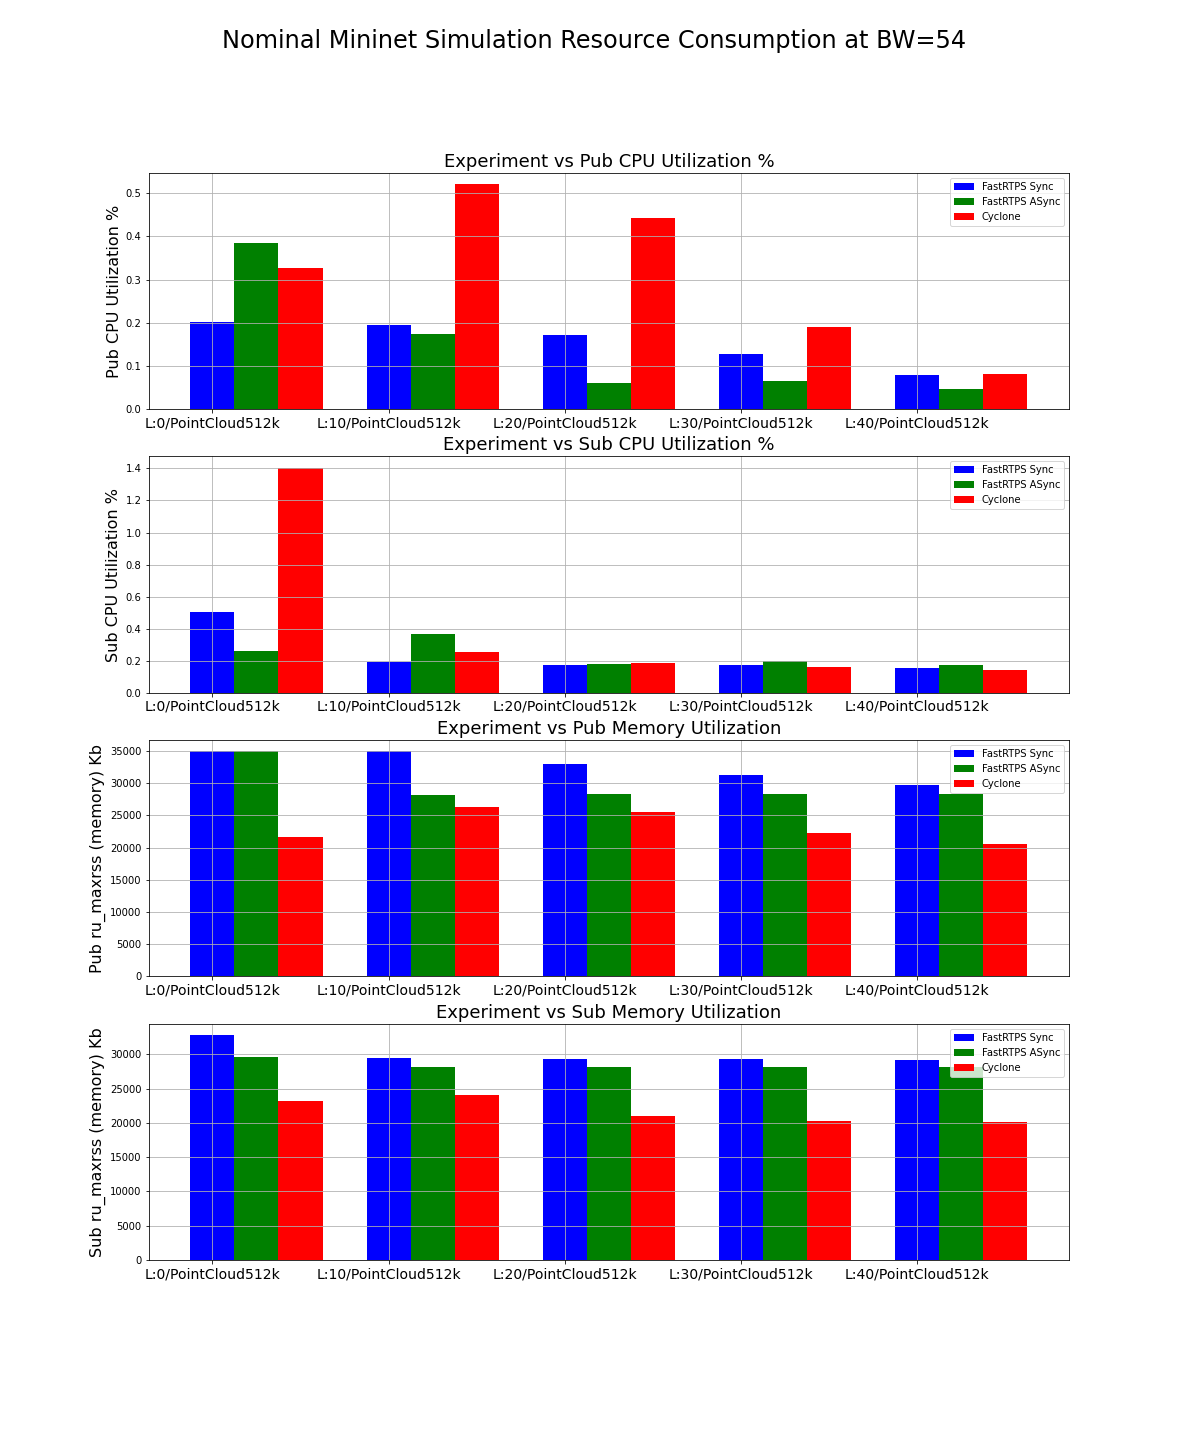 Nominal Mininet Simulation Resource Consumption at BW=54
Experiment vs Pub CPU Utilization %
Pub CPU Utilization %
0.5
0.4
0.3
0.2
0.1
0.0
FastRTPS Sync
FastRTPS ASync
Cyclone
L:0/PointCloud512k L:10/PointCloud512k L:20/PointCloud512k L:30/PointCloud512k L:40/PointCloud512k
Experiment vs Sub CPU Utilization %
Sub CPU Utilization %
1.4
1.2
1.0
0.8
0.6
0.4
0.2
0.0
FastRTPS Sync
FastRTPS ASync
Cyclone
L:0/PointCloud512k L:10/PointCloud512k L:20/PointCloud512k L:30/PointCloud512k L:40/PointCloud512k
Experiment vs Pub Memory Utilization
Pub ru_maxrss (memory) Kb
35000
30000
25000
20000
15000
10000
5000
0
FastRTPS Sync
FastRTPS ASync
Cyclone
L:0/PointCloud512k L:10/PointCloud512k L:20/PointCloud512k L:30/PointCloud512k L:40/PointCloud512k
Experiment vs Sub Memory Utilization
Sub ru_maxrss (memory) Kb
30000
25000
20000
15000
10000
5000
0
FastRTPS Sync
FastRTPS ASync
Cyclone
L:0/PointCloud512k L:10/PointCloud512k L:20/PointCloud512k L:30/PointCloud512k L:40/PointCloud512k